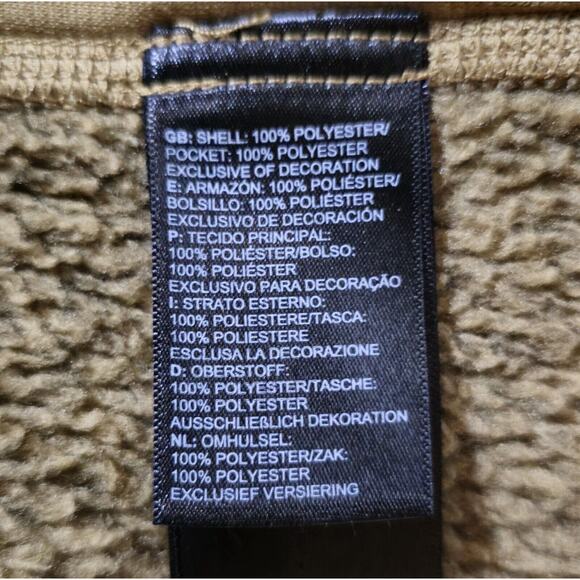 GB: SHELL: 100% POLYESTER/
POCKET: 100% POLYESTER
EXCLUSIVE OF DECORATION
E: ARMAZÓN: 100% POLIÉSTER/
BOLSILLO: 100% POLIÉSTER
EXCLUSIVO DE DECORACIÓN
P: TECIDO PRINCIPAL:
100% POLIÉSTER/BOLSO:
100% POLIÉSTER
EXCLUSIVO PARA DECORAÇÃO
I: STRATO ESTERNO:
100% POLIESTERE/TASCA:
100% POLIESTERE
ESCLUSA LA DECORAZIONE
D: OBERSTOFF:
100% POLYESTER/TASCHE:
100% POLYESTER
AUSSCHLIEßLICH DEKORATION
NL: OMHULSEL:
100% POLYESTER/ZAK:
100% POLYESTER
EXCLUSIEF VERSIERING